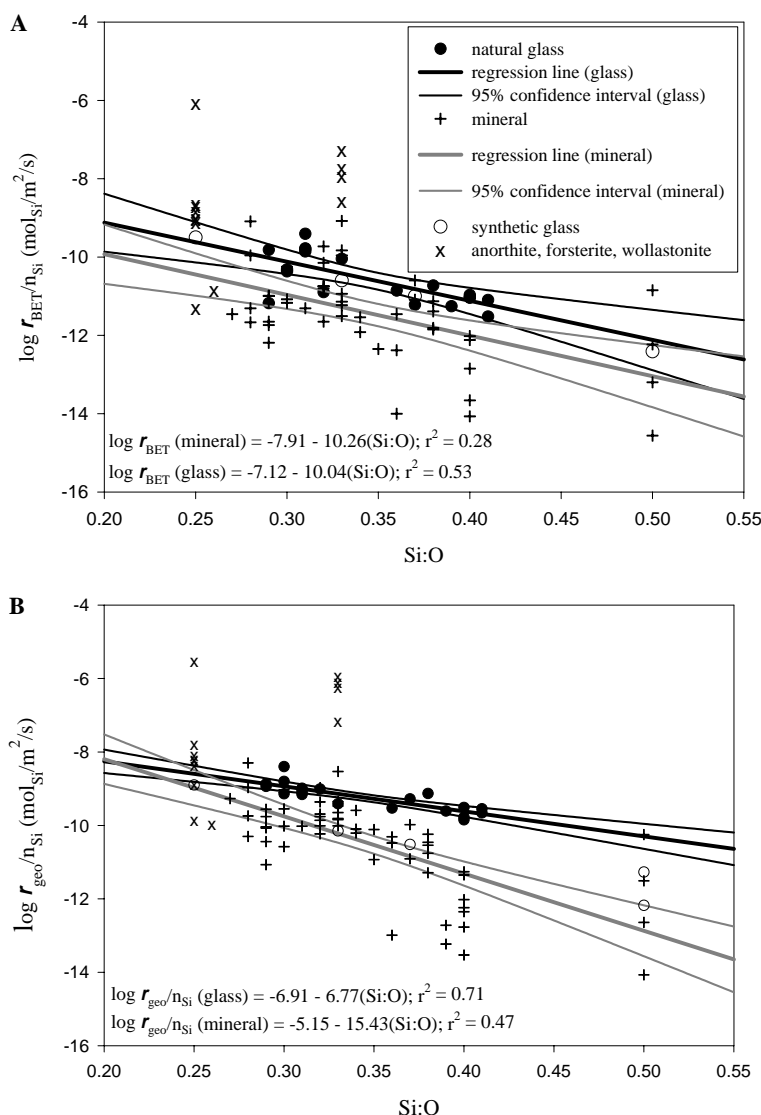 A
-4
-6
-8
-10
-12
-14
-16
log r_BET/n_Si (mol_Si/m^2/s)
natural glass
regression line (glass)
95% confidence interval (glass)
mineral
regression line (mineral)
95% confidence interval (mineral)
synthetic glass
anorthite, forsterite, wollastonite
log r_BET (mineral) = -7.91 - 10.26(Si:O); r^2 = 0.28
log r_BET (glass) = -7.12 - 10.04(Si:O); r^2 = 0.53
0.20 0.25 0.30 0.35 0.40 0.45 0.50 0.55
Si:O
B
-4
-6
-8
-10
-12
-14
-16
log r_geo/n_Si (mol_Si/m^2/s)
log r_geo/n_Si (glass) = -6.91 - 6.77(Si:O); r^2 = 0.71
log r_geo/n_Si (mineral) = -5.15 - 15.43(Si:O); r^2 = 0.47
0.20 0.25 0.30 0.35 0.40 0.45 0.50 0.55
Si:O